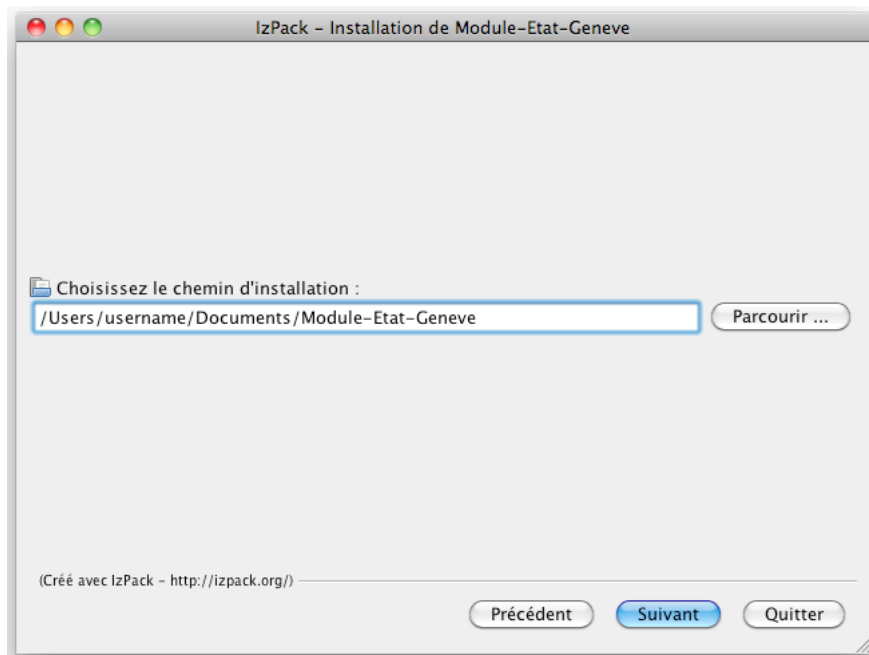 IzPack – Installation de Module-Etat-Geneve
Choisissez le chemin d'installation :
/Users/username/Documents/Module-Etat-Geneve
Parcourir ...
(Créé avec IzPack – http://izpack.org/)
Précédent
Suivant
Quitter